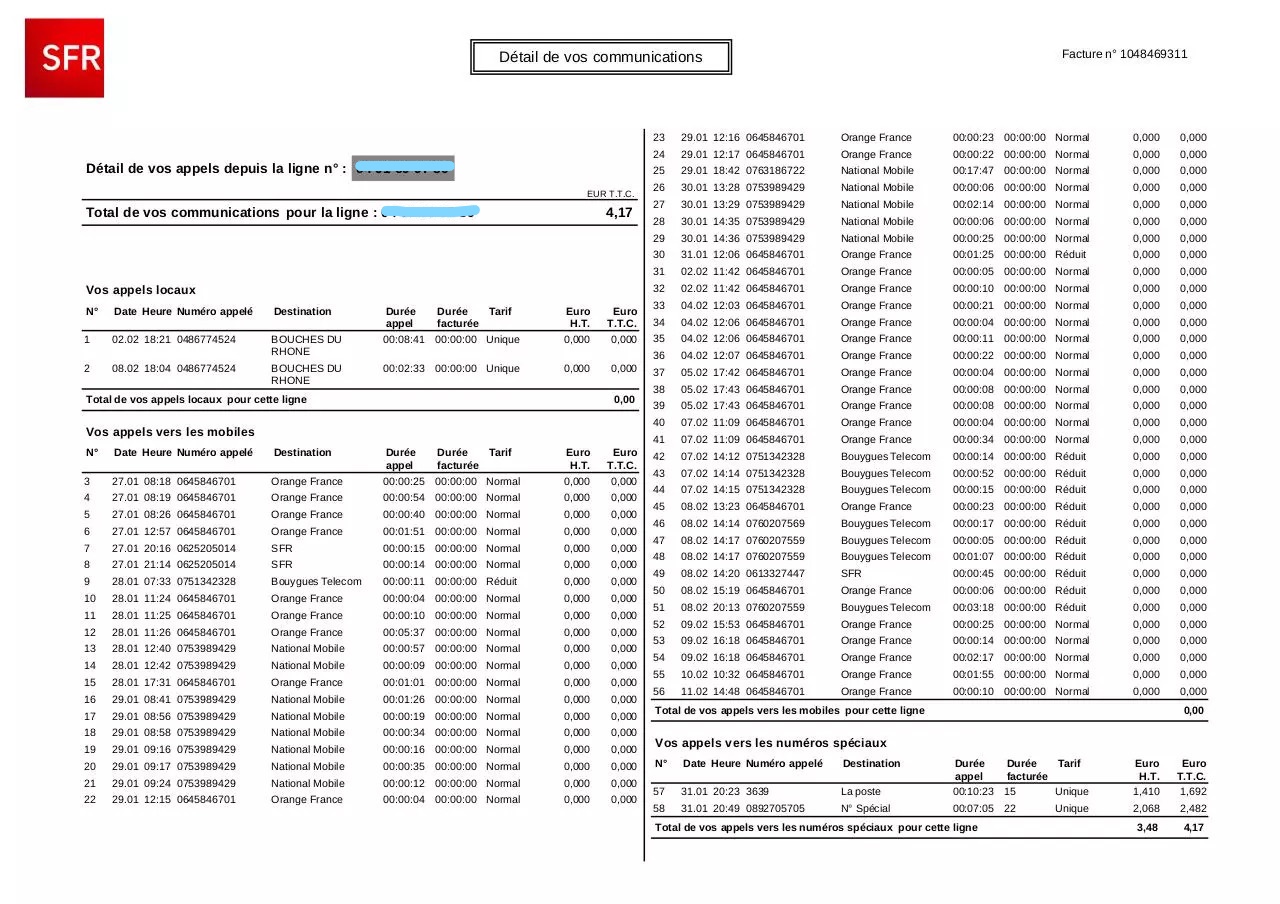 SFR
Détail de vos communications
Facture n° 1048469311
Détail de vos appels depuis la ligne n° :
EUR T.T.C.
Total de vos communications pour la ligne : 4,17
Vos appels locaux
N° Date Heure Numéro appelé Destination Durée appel Durée facturée Tarif Euro H.T. Euro T.T.C.
1 02.02 18:21 0486774524 BOUCHES DU RHONE 00:08:41 00:00:00 Unique 0,000 0,000
2 08.02 18:04 0486774524 BOUCHES DU RHONE 00:02:33 00:00:00 Unique 0,000 0,000
Total de vos appels locaux pour cette ligne 0,00
Vos appels vers les mobiles
N° Date Heure Numéro appelé Destination Durée appel Durée facturée Tarif Euro H.T. Euro T.T.C.
3 27.01 08:18 0645846701 Orange France 00:00:25 00:00:00 Normal 0,000 0,000
4 27.01 08:19 0645846701 Orange France 00:00:54 00:00:00 Normal 0,000 0,000
5 27.01 08:26 0645846701 Orange France 00:00:40 00:00:00 Normal 0,000 0,000
6 27.01 12:57 0645846701 Orange France 00:01:51 00:00:00 Normal 0,000 0,000
7 27.01 20:16 0625205014 SFR 00:00:15 00:00:00 Normal 0,000 0,000
8 27.01 21:14 0625205014 SFR 00:00:14 00:00:00 Normal 0,000 0,000
9 28.01 07:33 0751342328 Bouygues Telecom 00:00:11 00:00:00 Réduit 0,000 0,000
10 28.01 11:24 0645846701 Orange France 00:00:04 00:00:00 Normal 0,000 0,000
11 28.01 11:25 0645846701 Orange France 00:00:10 00:00:00 Normal 0,000 0,000
12 28.01 11:26 0645846701 Orange France 00:05:37 00:00:00 Normal 0,000 0,000
13 28.01 12:40 0753989429 National Mobile 00:00:57 00:00:00 Normal 0,000 0,000
14 28.01 12:42 0753989429 National Mobile 00:00:09 00:00:00 Normal 0,000 0,000
15 28.01 17:31 0645846701 Orange France 00:01:01 00:00:00 Normal 0,000 0,000
16 29.01 08:41 0753989429 National Mobile 00:01:26 00:00:00 Normal 0,000 0,000
17 29.01 08:56 0753989429 National Mobile 00:00:19 00:00:00 Normal 0,000 0,000
18 29.01 08:58 0753989429 National Mobile 00:00:34 00:00:00 Normal 0,000 0,000
19 29.01 09:16 0753989429 National Mobile 00:00:16 00:00:00 Normal 0,000 0,000
20 29.01 09:17 0753989429 National Mobile 00:00:35 00:00:00 Normal 0,000 0,000
21 29.01 09:24 0753989429 National Mobile 00:00:12 00:00:00 Normal 0,000 0,000
22 29.01 12:15 0645846701 Orange France 00:00:04 00:00:00 Normal 0,000 0,000
23 29.01 12:16 0645846701 Orange France 00:00:23 00:00:00 Normal 0,000 0,000
24 29.01 12:17 0645846701 Orange France 00:00:22 00:00:00 Normal 0,000 0,000
25 29.01 18:42 0763186722 National Mobile 00:17:47 00:00:00 Normal 0,000 0,000
26 30.01 13:28 0753989429 National Mobile 00:00:06 00:00:00 Normal 0,000 0,000
27 30.01 13:29 0753989429 National Mobile 00:02:14 00:00:00 Normal 0,000 0,000
28 30.01 14:35 0753989429 National Mobile 00:00:06 00:00:00 Normal 0,000 0,000
29 30.01 14:36 0753989429 National Mobile 00:00:25 00:00:00 Normal 0,000 0,000
30 31.01 12:06 0645846701 Orange France 00:01:25 00:00:00 Réduit 0,000 0,000
31 02.02 11:42 0645846701 Orange France 00:00:05 00:00:00 Normal 0,000 0,000
32 02.02 11:42 0645846701 Orange France 00:00:10 00:00:00 Normal 0,000 0,000
33 04.02 12:03 0645846701 Orange France 00:00:21 00:00:00 Normal 0,000 0,000
34 04.02 12:06 0645846701 Orange France 00:00:04 00:00:00 Normal 0,000 0,000
35 04.02 12:06 0645846701 Orange France 00:00:11 00:00:00 Normal 0,000 0,000
36 04.02 12:07 0645846701 Orange France 00:00:22 00:00:00 Normal 0,000 0,000
37 05.02 17:42 0645846701 Orange France 00:00:04 00:00:00 Normal 0,000 0,000
38 05.02 17:43 0645846701 Orange France 00:00:08 00:00:00 Normal 0,000 0,000
39 05.02 17:43 0645846701 Orange France 00:00:08 00:00:00 Normal 0,000 0,000
40 07.02 11:09 0645846701 Orange France 00:00:04 00:00:00 Normal 0,000 0,000
41 07.02 11:09 0645846701 Orange France 00:00:34 00:00:00 Normal 0,000 0,000
42 07.02 14:12 0751342328 Bouygues Telecom 00:00:14 00:00:00 Réduit 0,000 0,000
43 07.02 14:14 0751342328 Bouygues Telecom 00:00:52 00:00:00 Réduit 0,000 0,000
44 07.02 14:15 0751342328 Bouygues Telecom 00:00:15 00:00:00 Réduit 0,000 0,000
45 08.02 13:23 0645846701 Orange France 00:00:23 00:00:00 Réduit 0,000 0,000
46 08.02 14:14 0760207569 Bouygues Telecom 00:00:17 00:00:00 Réduit 0,000 0,000
47 08.02 14:17 0760207559 Bouygues Telecom 00:00:05 00:00:00 Réduit 0,000 0,000
48 08.02 14:17 0760207559 Bouygues Telecom 00:01:07 00:00:00 Réduit 0,000 0,000
49 08.02 14:20 0613327447 SFR 00:00:45 00:00:00 Réduit 0,000 0,000
50 08.02 15:19 0645846701 Orange France 00:00:06 00:00:00 Réduit 0,000 0,000
51 08.02 20:13 0760207559 Bouygues Telecom 00:03:18 00:00:00 Réduit 0,000 0,000
52 09.02 15:53 0645846701 Orange France 00:00:25 00:00:00 Normal 0,000 0,000
53 09.02 16:18 0645846701 Orange France 00:00:14 00:00:00 Normal 0,000 0,000
54 09.02 16:18 0645846701 Orange France 00:02:17 00:00:00 Normal 0,000 0,000
55 10.02 10:32 0645846701 Orange France 00:01:55 00:00:00 Normal 0,000 0,000
56 11.02 14:48 0645846701 Orange France 00:00:10 00:00:00 Normal 0,000 0,000
Total de vos appels vers les mobiles pour cette ligne 0,00
Vos appels vers les numéros spéciaux
N° Date Heure Numéro appelé Destination Durée appel Durée facturée Tarif Euro H.T. Euro T.T.C.
57 31.01 20:23 3639 La poste 00:10:23 15 Unique 1,410 1,692
58 31.01 20:49 0892705705 N° Spécial 00:07:05 22 Unique 2,068 2,482
Total de vos appels vers les numéros spéciaux pour cette ligne 3,48 4,17